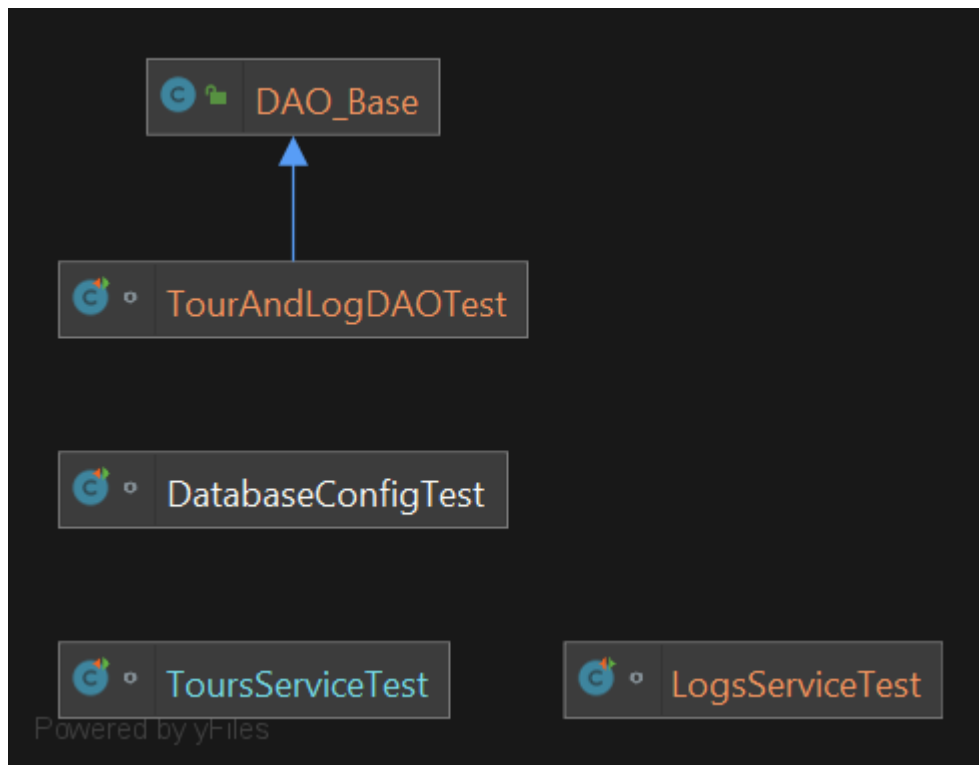 DAO_Base
TourAndLogDAOTest
DatabaseConfigTest
ToursServiceTest
LogsServiceTest
Powered by yFiles